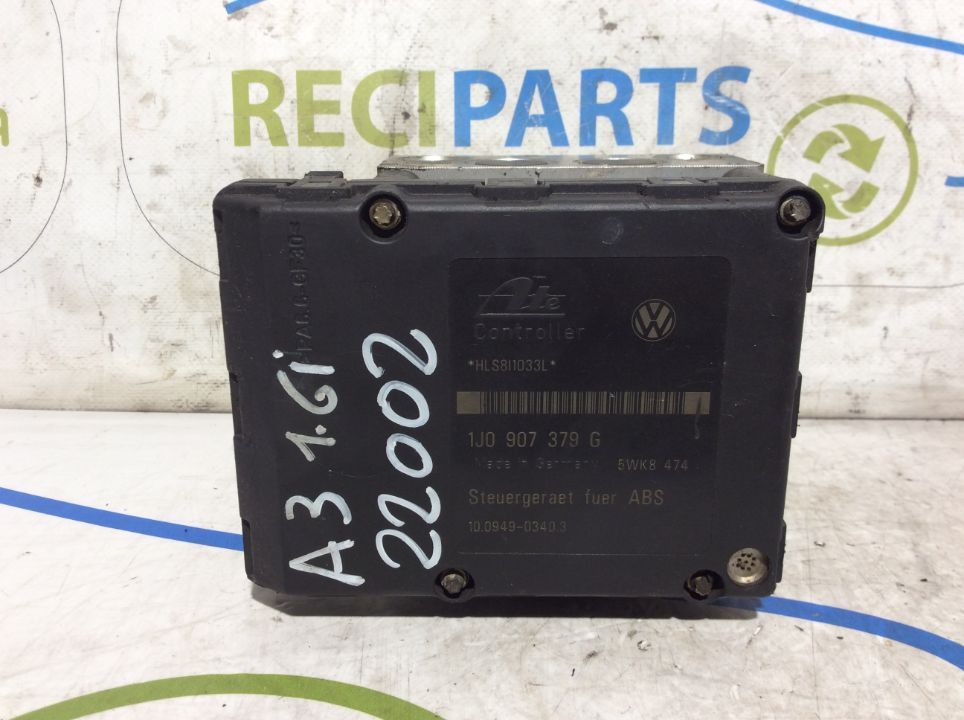 RECIPARTS
a
Ate
Controller
*HLS8I1033L*
1J0 907 379 G
Made in Germany 5WK8 474
Steuergeraet fuer ABS
10.0949-0340.3
A3 1.6i
22002